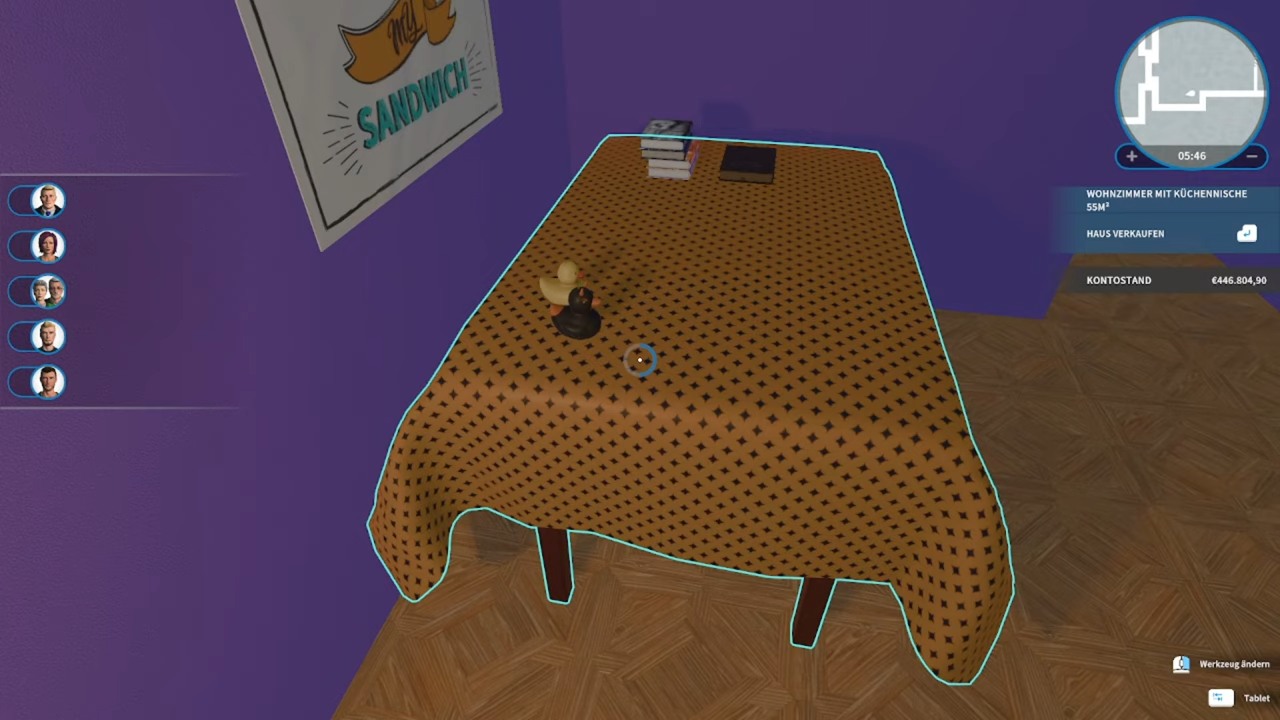 MY
SANDWICH
05:46
WOHNZIMMER MIT KÜCHENNISCHE
55M²
HAUS VERKAUFEN
KONTOSTAND €446.804,90
Werkzeug ändern
Tablet